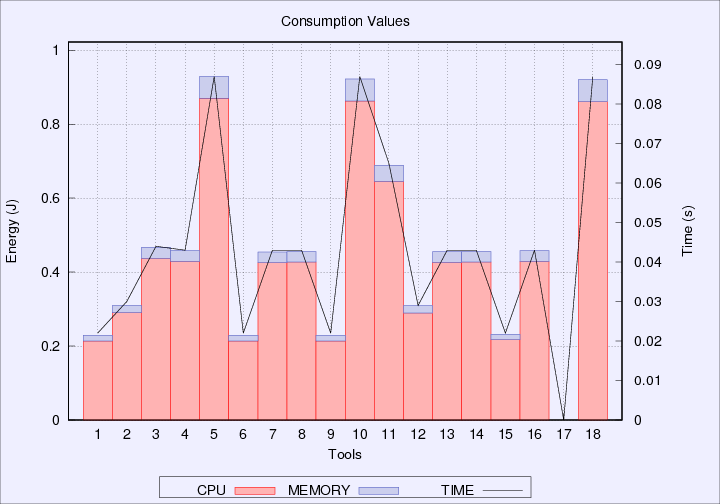 Consumption Values
1
0.8
0.6
0.4
0.2
0
Energy (J)
0.09
0.08
0.07
0.06
0.05
0.04
0.03
0.02
0.01
0
Time (s)
1 2 3 4 5 6 7 8 9 10 11 12 13 14 15 16 17 18
Tools
CPU MEMORY TIME